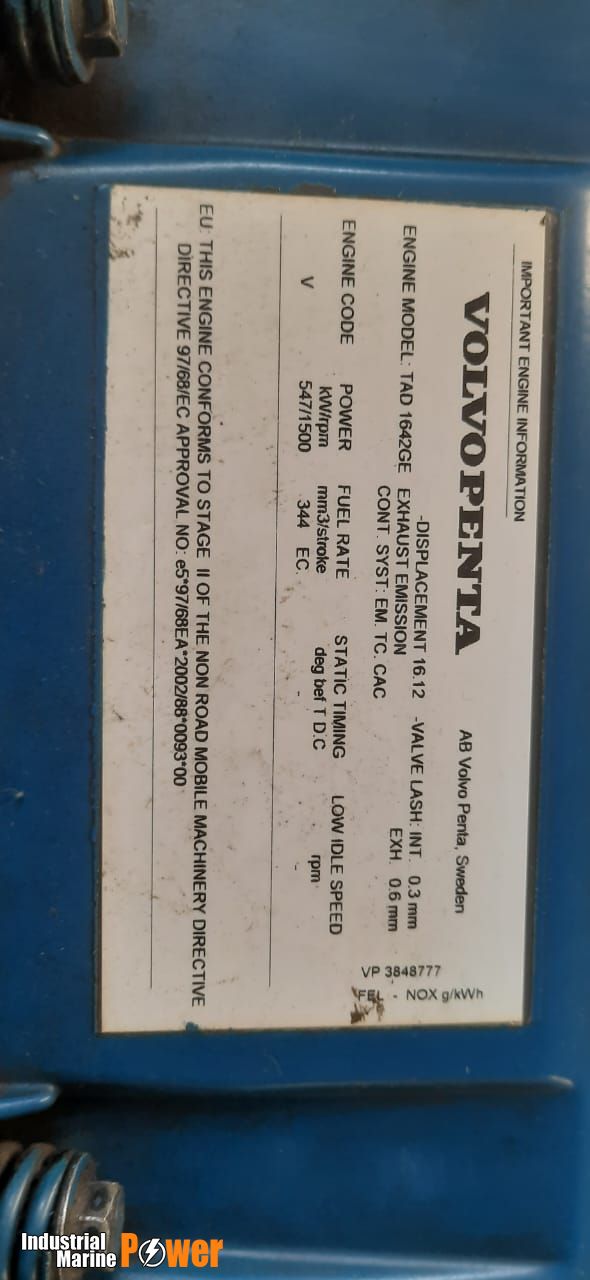 IMPORTANT ENGINE INFORMATION
VOLVO PENTA AB Volvo Penta, Sweden
ENGINE MODEL: TAD 1642GE -DISPLACEMENT 16.12 -VALVE LASH: INT. 0.3 mm
EXHAUST EMISSION EXH. 0.6 mm
CONT. SYST: EM. TC. CAC
VP 3848777
FEL - NOX g/kWh
ENGINE CODE POWER FUEL RATE STATIC TIMING LOW IDLE SPEED
kW/rpm mm3/stroke deg bef T.D.C rpm
V 547/1500 344 EC. - -
EU: THIS ENGINE CONFORMS TO STAGE II OF THE NON ROAD MOBILE MACHINERY DIRECTIVE
DIRECTIVE 97/68/EC APPROVAL NO: e5*97/68EA*2002/88*0093*00
Industrial
Marine Power